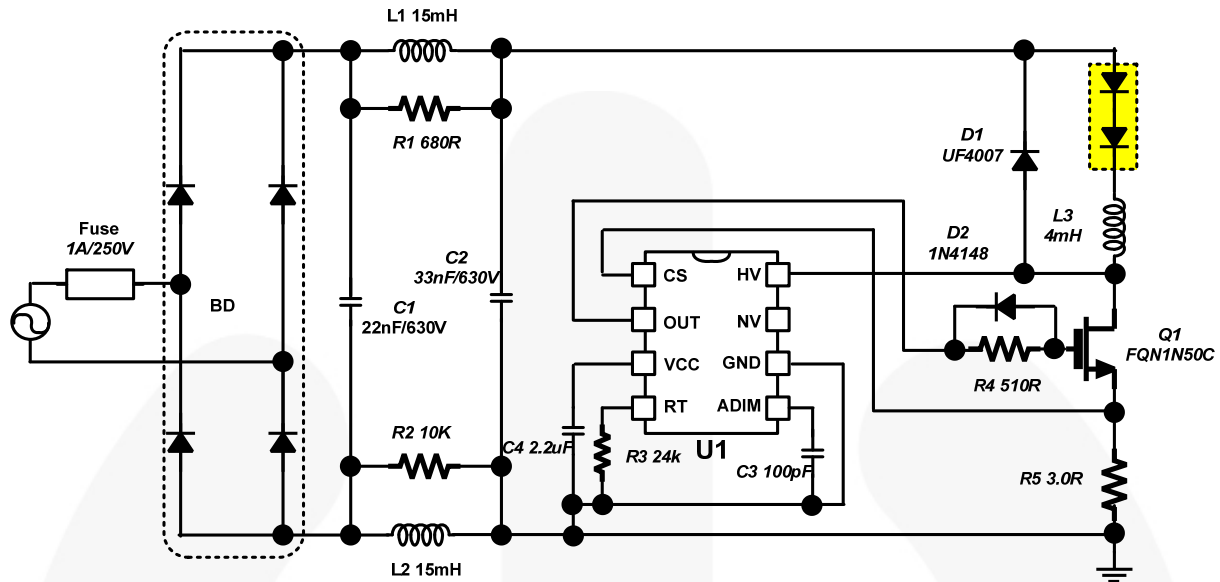 L1 15mH
R1 680R
D1
UF4007
Fuse
1A/250V
BD
C2
33nF/630V
C1
22nF/630V
D2
1N4148
L3
4mH
CS
HV
OUT
NV
VCC
GND
RT
ADIM
U1
Q1
FQN1N50C
R4 510R
R2 10K
C4 2.2uF
R3 24k
C3 100pF
R5 3.0R
L2 15mH